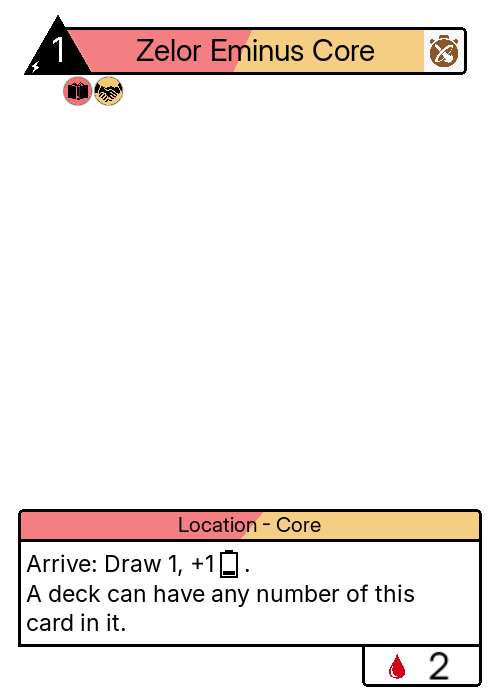 1
Zelor Eminus Core
Location - Core
Arrive: Draw 1, +1 .
A deck can have any number of this
card in it.
2